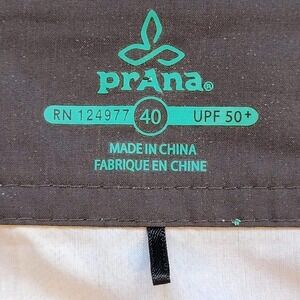 prAna®
RN 124977 40 UPF 50+
MADE IN CHINA
FABRIQUE EN CHINE